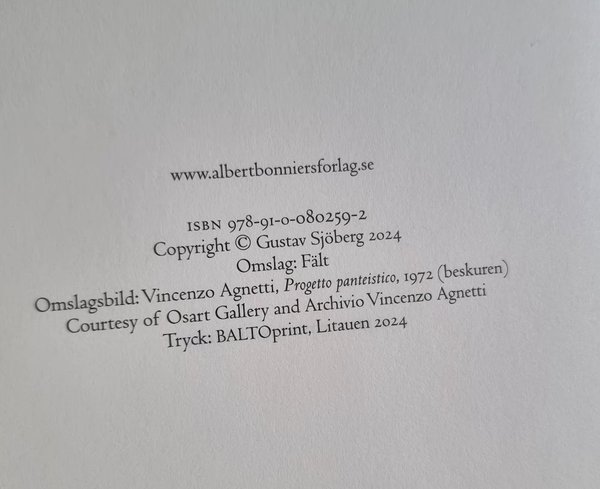 www.albertbonniersforlag.se
ISBN 978-91-0-080259-2
Copyright © Gustav Sjöberg 2024
Omslag: Fält
Omslagsbild: Vincenzo Agnetti, Progetto panteistico, 1972 (beskuren)
Courtesy of Osart Gallery and Archivio Vincenzo Agnetti
Tryck: BALTOprint, Litauen 2024